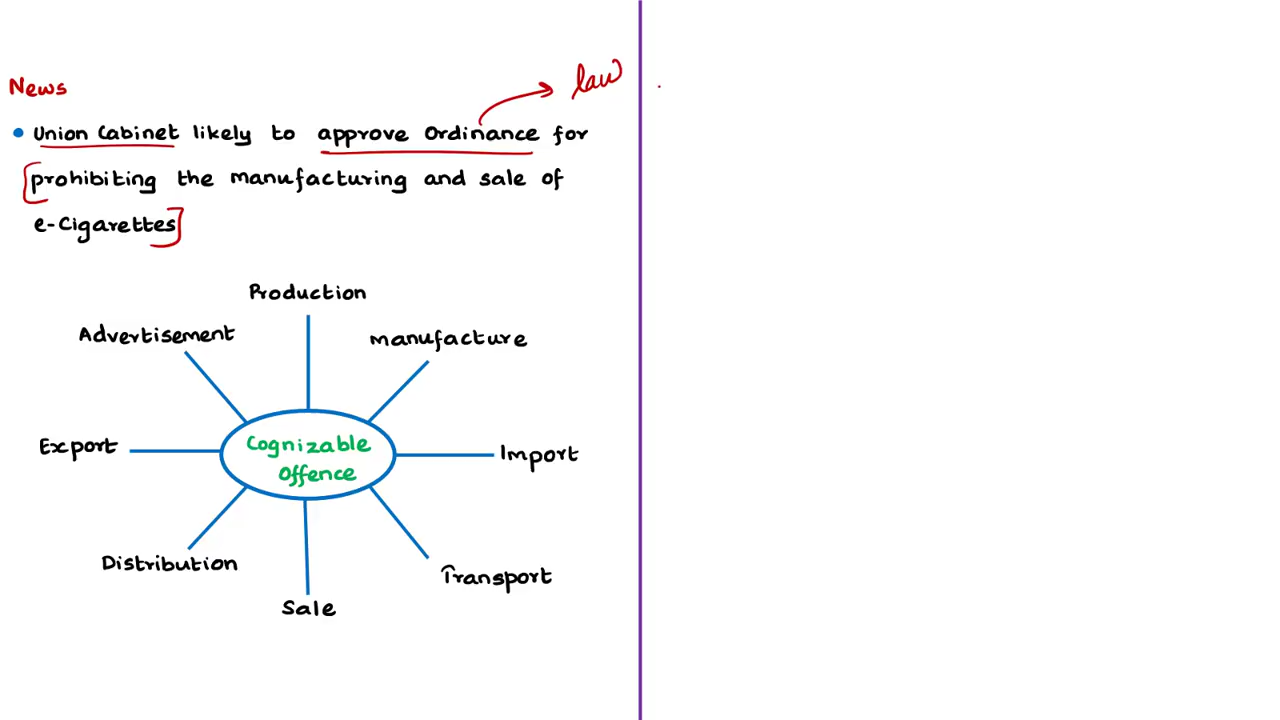 News
law
• Union Cabinet likely to approve Ordinance for
prohibiting the manufacturing and sale of
e-Cigarettes
Production
Advertisement
manufacture
Export
Cognizable
Offence
Import
Distribution
Transport
Sale